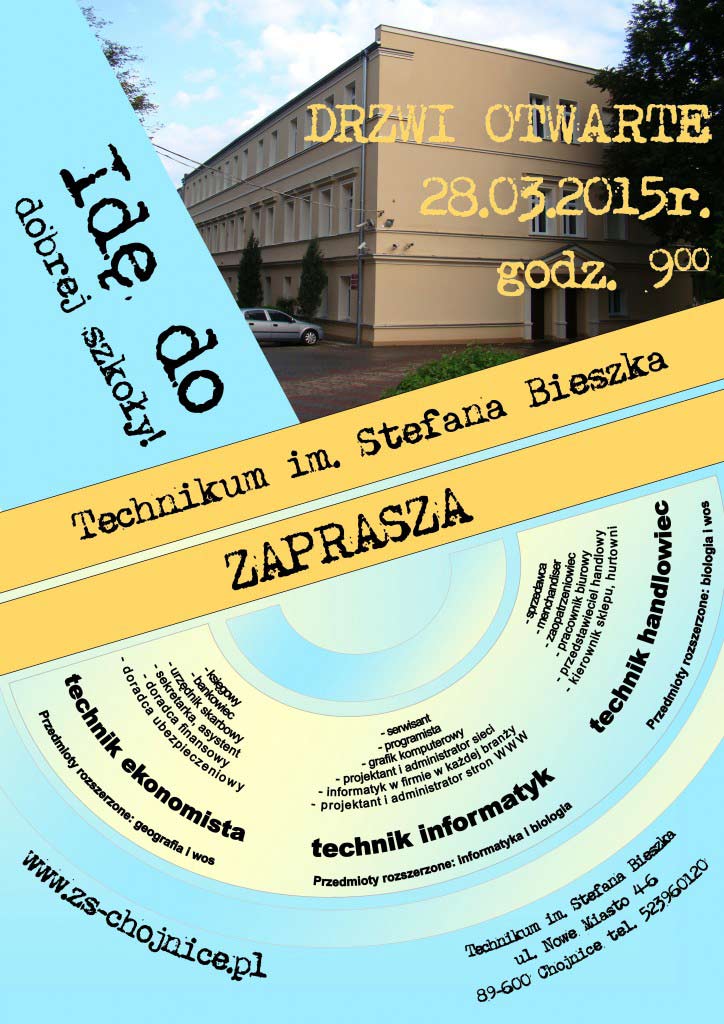 DRZWI OTWARTE
28.03.2015r.
godz. 9⁰⁰
Idę do
dobrej szkoły!
Technikum im. Stefana Bieszka
ZAPRASZA
- księgowy
- bankowiec
- urzędnik skarbowy
- sekretarka, asystent
- doradca finansowy
- doradca ubezpieczeniowy
technik ekonomista
Przedmioty rozszerzone: geografia i wos
- serwisant
- programista
- grafik komputerowy
- projektant i administrator sieci
- informatyk w firmie w każdej branży
- projektant i administrator stron WWW
technik informatyk
Przedmioty rozszerzone: informatyka i biologia
- sprzedawca
- menchandiser
- zaopatrzeniowiec
- pracownik biurowy
- przedstawiciel handlowy
- kierownik sklepu, hurtowni
technik handlowiec
Przedmioty rozszerzone: biologia i wos
www.zs-chojnice.pl
Technikum im. Stefana Bieszka
ul. Nowe Miasto 4-6
89-600 Chojnice tel. 523960120